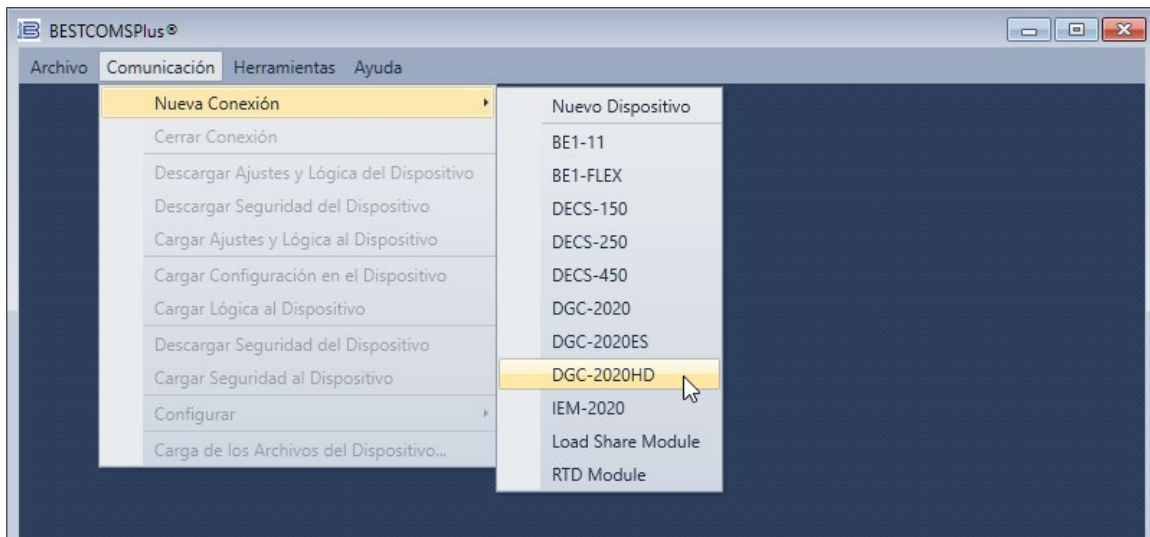 BESTCOMSPlus®
Archivo Comunicación Herramientas Ayuda
Nueva Conexión
Cerrar Conexión
Descargar Ajustes y Lógica del Dispositivo
Descargar Seguridad del Dispositivo
Cargar Ajustes y Lógica al Dispositivo
Cargar Configuración en el Dispositivo
Cargar Lógica al Dispositivo
Descargar Seguridad del Dispositivo
Cargar Seguridad al Dispositivo
Configurar
Carga de los Archivos del Dispositivo...
Nuevo Dispositivo
BE1-11
BE1-FLEX
DECS-150
DECS-250
DECS-450
DGC-2020
DGC-2020ES
DGC-2020HD
IEM-2020
Load Share Module
RTD Module